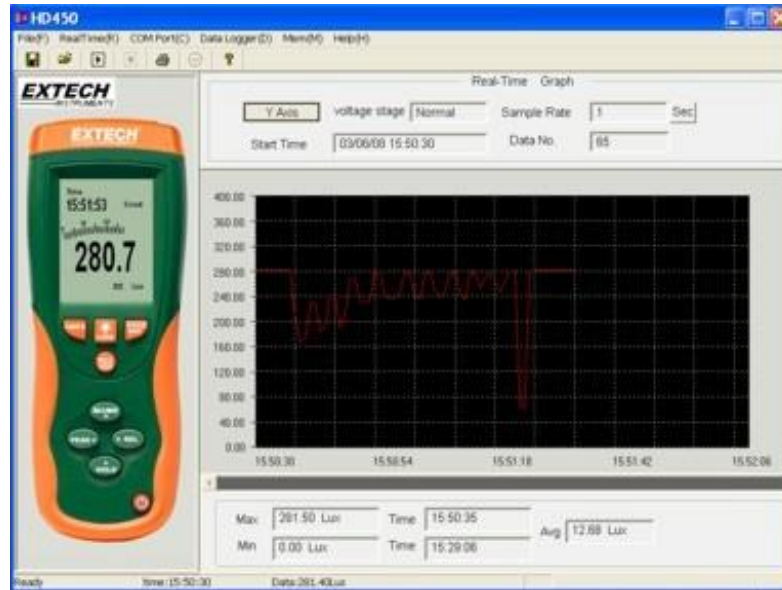 HD450
File(F) RealTime(R) COM Port(C) Data Logger(D) Mem(M) Help(H)
EXTECH
INSTRUMENTS
EXTECH
Time
15:51:53
280.7
Lux
Real-Time Graph
Y Axis voltage stage Normal Sample Rate 1 Sec
Start Time 03/06/08 15:50:30 Data No. 65
400.00
360.00
320.00
280.00
240.00
200.00
160.00
120.00
80.00
40.00
0.00
15:50:30 15:50:54 15:51:18 15:51:42 15:52:06
Max 281.50 Lux Time 15:50:35
Avg 12.68 Lux
Min 0.00 Lux Time 15:29:06
Ready time:15:50:30 Data:281.40Lux